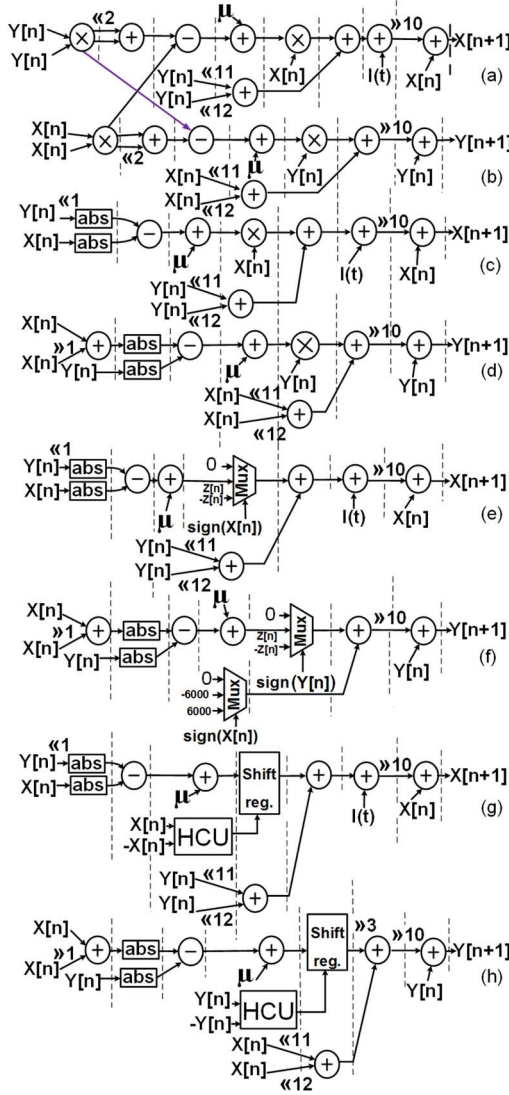 Y[n] «2 μ »10 X[n+1]
Y[n] × + − + × + + +
«11 X[n] I(t) X[n] (a)
Y[n]
Y[n] +
«12
X[n] »10 Y[n+1]
X[n] × + − + × + +
«2 μ Y[n] Y[n]
X[n] «11 (b)
X[n] +
«1 «12
Y[n] abs »10 X[n+1]
X[n] abs − + × + + +
μ X[n] I(t) X[n] (c)
Y[n] «11
Y[n] +
«12
X[n] »10 Y[n+1]
X[n] »1 + abs − + × + +
Y[n] abs μ Y[n] Y[n]
X[n] «11 (d)
X[n] +
«12
«1
Y[n] abs 0 »10 X[n+1]
X[n] abs − + Z[n] Mux + + +
-Z[n]
μ sign(X[n]) I(t) X[n] (e)
Y[n] «11
Y[n] +
«12 μ
X[n] 0 »10 Y[n+1]
X[n] »1 + abs − + Z[n] Mux + +
Y[n] abs -Z[n]
0 sign(Y[n]) Y[n] (f)
-6000 Mux
6000
sign(X[n])
«1
Y[n] abs Shift »10 X[n+1]
X[n] abs − + reg. + + +
μ I(t) X[n] (g)
X[n] HCU
-X[n]
Y[n] «11
Y[n] +
«12
X[n] Shift »3 »10 Y[n+1]
X[n] »1 + abs − + reg. + +
Y[n] abs μ Y[n] (h)
Y[n] HCU
-Y[n]
X[n] «11
X[n] +
«12